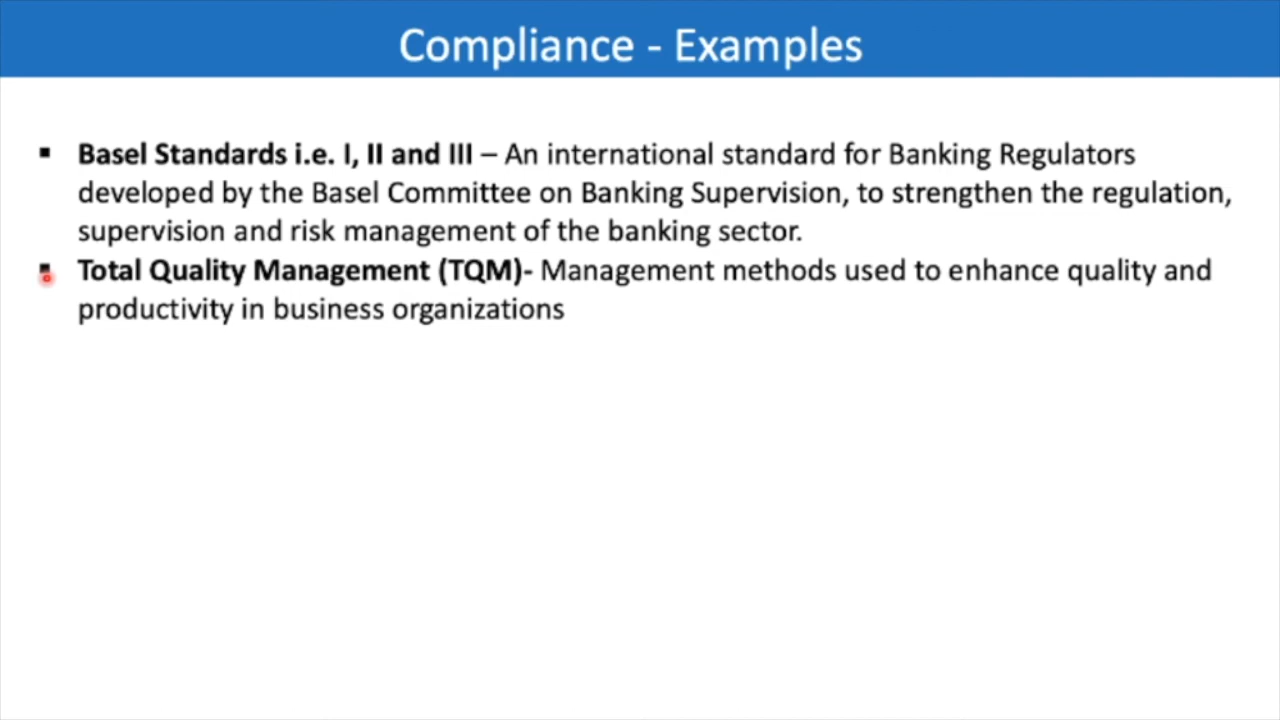 Compliance - Examples
▪ Basel Standards i.e. I, II and III – An international standard for Banking Regulators
developed by the Basel Committee on Banking Supervision, to strengthen the regulation,
supervision and risk management of the banking sector.
▪ Total Quality Management (TQM)- Management methods used to enhance quality and
productivity in business organizations